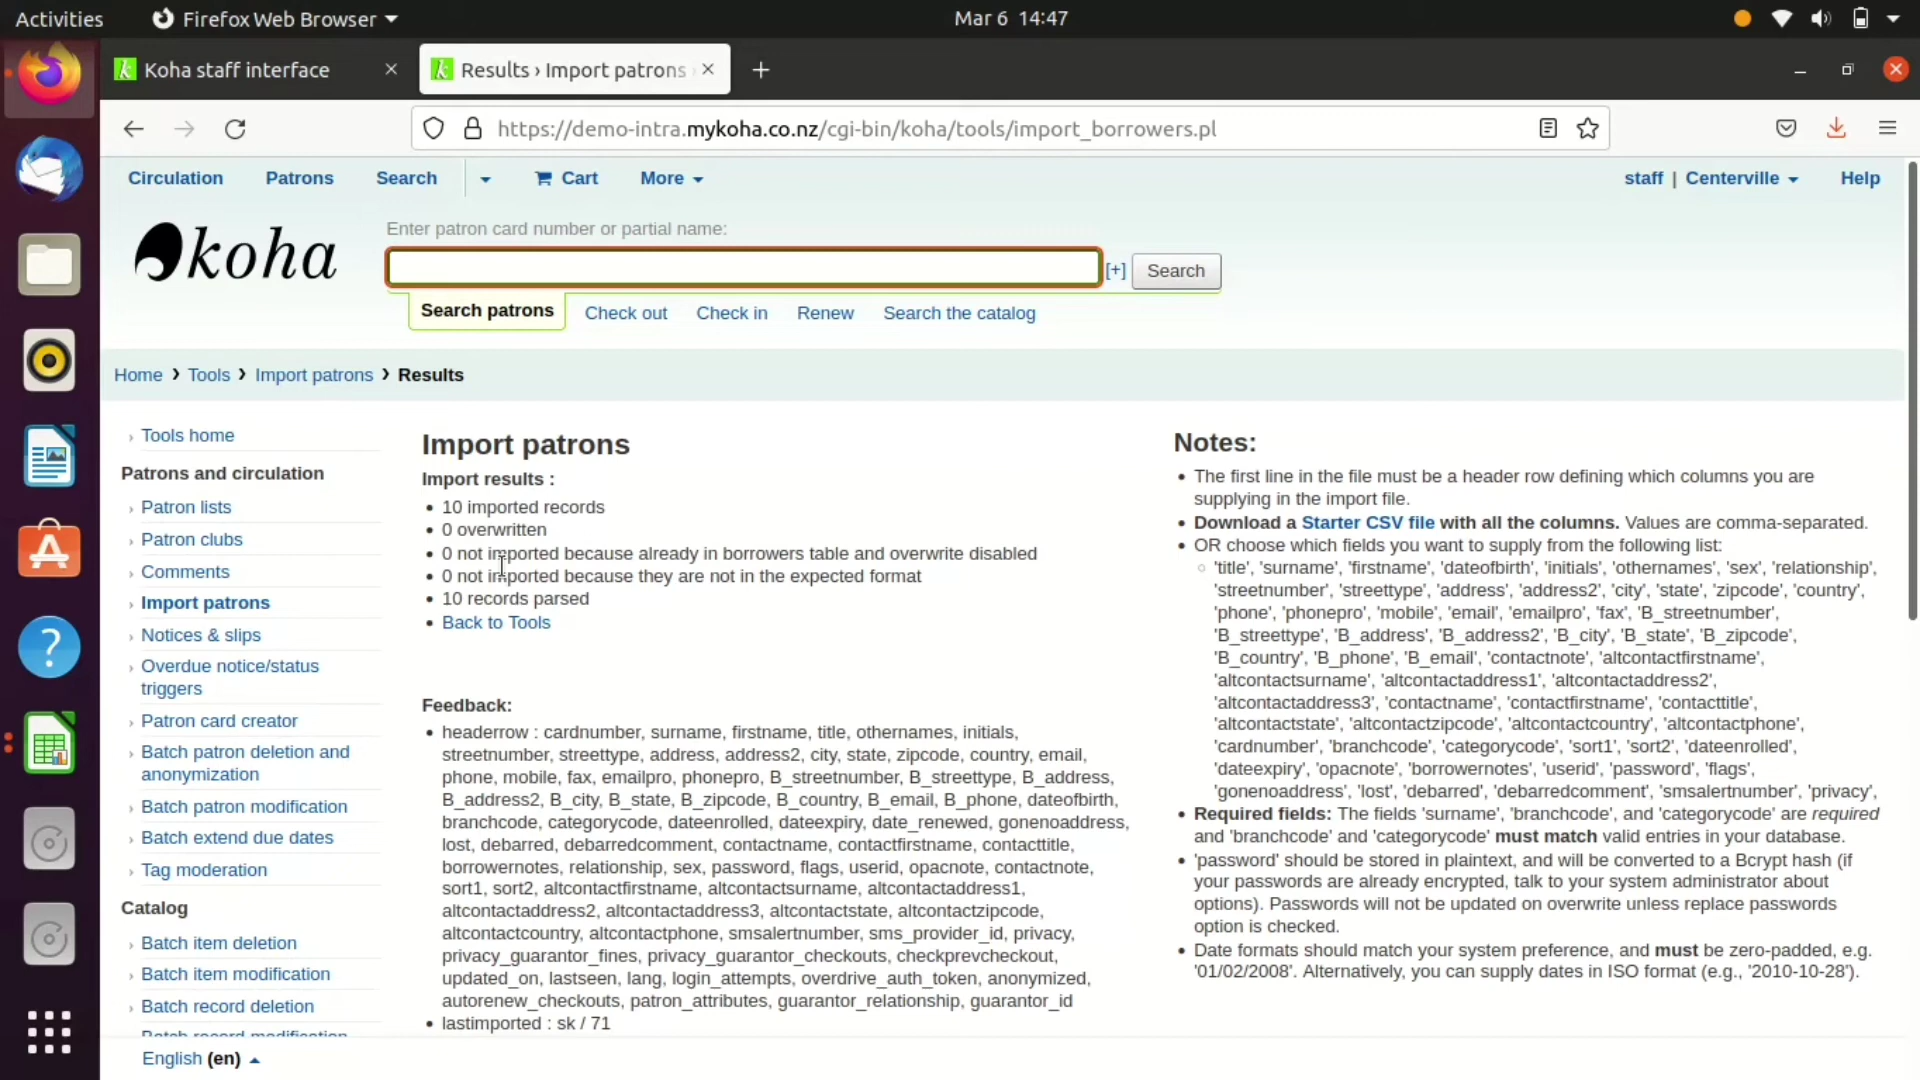 Activities Firefox Web Browser Mar 6 14:47
Koha staff interface Results › Import patrons
https://demo-intra.mykoha.co.nz/cgi-bin/koha/tools/import_borrowers.pl
Circulation Patrons Search Cart More staff | Centerville Help
koha
Enter patron card number or partial name:
[+] Search
Search patrons Check out Check in Renew Search the catalog
Home › Tools › Import patrons › Results
Tools home
Patrons and circulation
Patron lists
Patron clubs
Comments
Import patrons
Notices & slips
Overdue notice/status
triggers
Patron card creator
Batch patron deletion and
anonymization
Batch patron modification
Batch extend due dates
Tag moderation
Catalog
Batch item deletion
Batch item modification
Batch record deletion
Batch record modification
Import patrons
Import results :
• 10 imported records
• 0 overwritten
• 0 not imported because already in borrowers table and overwrite disabled
• 0 not imported because they are not in the expected format
• 10 records parsed
• Back to Tools
Feedback:
• headerrow : cardnumber, surname, firstname, title, othernames, initials,
streetnumber, streettype, address, address2, city, state, zipcode, country, email,
phone, mobile, fax, emailpro, phonepro, B_streetnumber, B_streettype, B_address,
B_address2, B_city, B_state, B_zipcode, B_country, B_email, B_phone, dateofbirth,
branchcode, categorycode, dateenrolled, dateexpiry, date_renewed, gonenoaddress,
lost, debarred, debarredcomment, contactname, contactfirstname, contacttitle,
borrowernotes, relationship, sex, password, flags, userid, opacnote, contactnote,
sort1, sort2, altcontactfirstname, altcontactsurname, altcontactaddress1,
altcontactaddress2, altcontactaddress3, altcontactstate, altcontactzipcode,
altcontactcountry, altcontactphone, smsalertnumber, sms_provider_id, privacy,
privacy_guarantor_fines, privacy_guarantor_checkouts, checkprevcheckout,
updated_on, lastseen, lang, login_attempts, overdrive_auth_token, anonymized,
autorenew_checkouts, patron_attributes, guarantor_relationship, guarantor_id
• lastimported : sk / 71
Notes:
• The first line in the file must be a header row defining which columns you are
supplying in the import file.
• Download a Starter CSV file with all the columns. Values are comma-separated.
• OR choose which fields you want to supply from the following list:
'title', 'surname', 'firstname', 'dateofbirth', 'initials', 'othernames', 'sex', 'relationship',
'streetnumber', 'streettype', 'address', 'address2', 'city', 'state', 'zipcode', 'country',
'phone', 'phonepro', 'mobile', 'email', 'emailpro', 'fax', 'B_streetnumber',
'B_streettype', 'B_address', 'B_address2', 'B_city', 'B_state', 'B_zipcode',
'B_country', 'B_phone', 'B_email', 'contactnote', 'altcontactfirstname',
'altcontactsurname', 'altcontactaddress1', 'altcontactaddress2',
'altcontactaddress3', 'contactname', 'contactfirstname', 'contacttitle',
'altcontactstate', 'altcontactzipcode', 'altcontactcountry', 'altcontactphone',
'cardnumber', 'branchcode', 'categorycode', 'sort1', 'sort2', 'dateenrolled',
'dateexpiry', 'opacnote', 'borrowernotes', 'userid', 'password', 'flags',
'gonenoaddress', 'lost', 'debarred', 'debarredcomment', 'smsalertnumber', 'privacy',
• Required fields: The fields 'surname', 'branchcode', and 'categorycode' are required
and 'branchcode' and 'categorycode' must match valid entries in your database.
• 'password' should be stored in plaintext, and will be converted to a Bcrypt hash (if
your passwords are already encrypted, talk to your system administrator about
options). Passwords will not be updated on overwrite unless replace passwords
option is checked.
• Date formats should match your system preference, and must be zero-padded, e.g.
'01/02/2008'. Alternatively, you can supply dates in ISO format (e.g., '2010-10-28').
English (en)